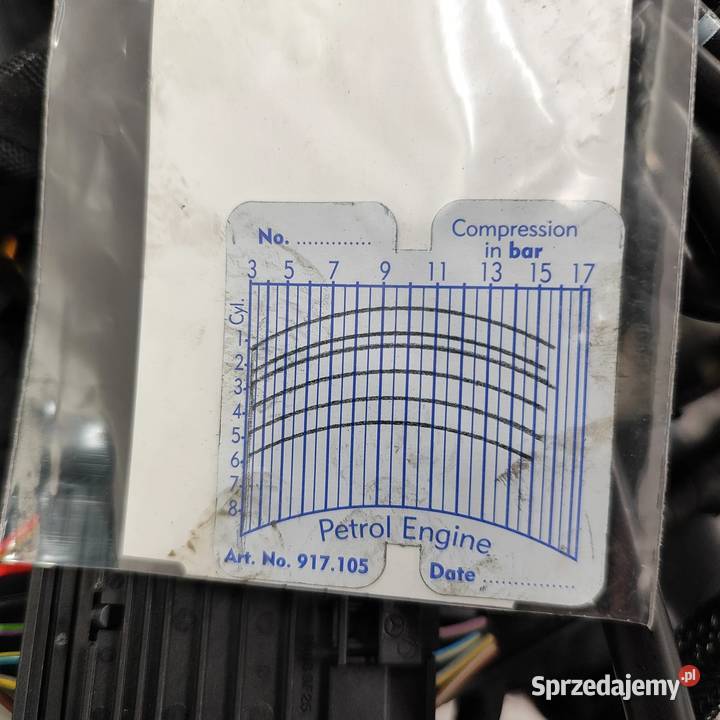 No. ..............
Compression
in bar
3 5 7 9 11 13 15 17
Cyl.
1
2
3
4
5
6
7
8
Petrol Engine
Art. No. 917.105
Date ................
Sprzedajemy.pl